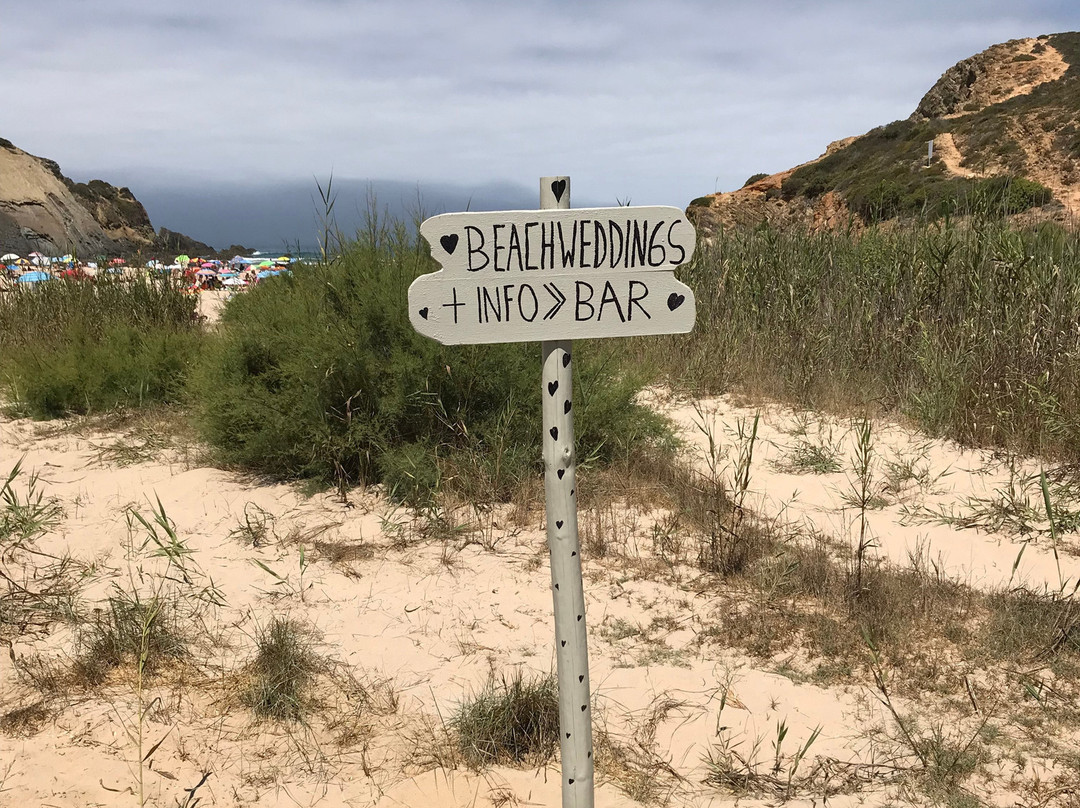 ♥ BEACHWEDDINGS
♥ + INFO » BAR ♥